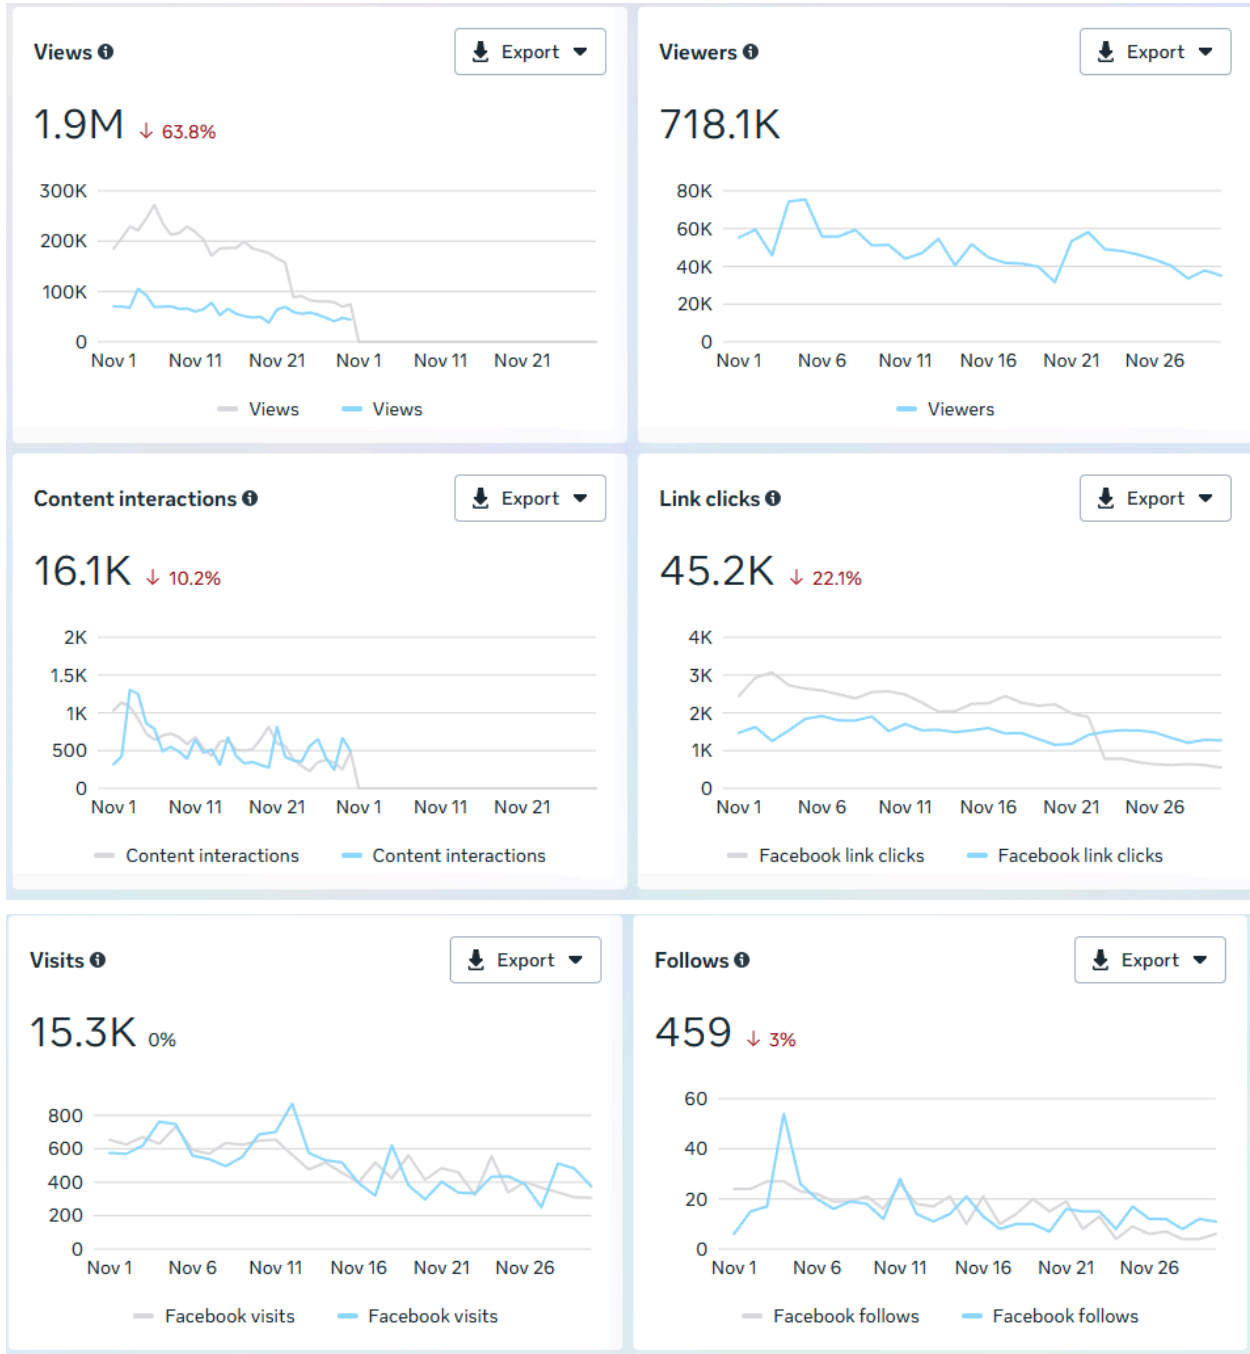 Views
Export
1.9M 63.8%
300K
200K
100K
0
Nov 1 Nov 11 Nov 21 Nov 1 Nov 11 Nov 21
Views Views
Viewers
Export
718.1K
80K
60K
40K
20K
0
Nov 1 Nov 6 Nov 11 Nov 16 Nov 21 Nov 26
Viewers
Content interactions
Export
16.1K 10.2%
2K
1.5K
1K
500
0
Nov 1 Nov 11 Nov 21 Nov 1 Nov 11 Nov 21
Content interactions Content interactions
Link clicks
Export
45.2K 22.1%
4K
3K
2K
1K
0
Nov 1 Nov 6 Nov 11 Nov 16 Nov 21 Nov 26
Facebook link clicks Facebook link clicks
Visits
Export
15.3K 0%
800
600
400
200
0
Nov 1 Nov 6 Nov 11 Nov 16 Nov 21 Nov 26
Facebook visits Facebook visits
Follows
Export
459 3%
60
40
20
0
Nov 1 Nov 6 Nov 11 Nov 16 Nov 21 Nov 26
Facebook follows Facebook follows